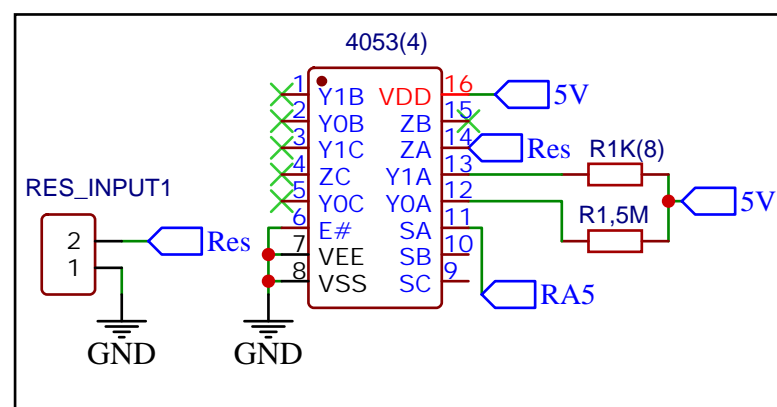 4053(4)
1 Y1B VDD 16 5V
2 Y0B ZB 15
3 Y1C ZA 14 Res
R1K(8)
4 ZC Y1A 13
RES_INPUT1
5 Y0C Y0A 12 5V
6 E# SA 11 R1,5M
2 Res
7 VEE SB 10
1
8 VSS SC 9 RA5
GND GND